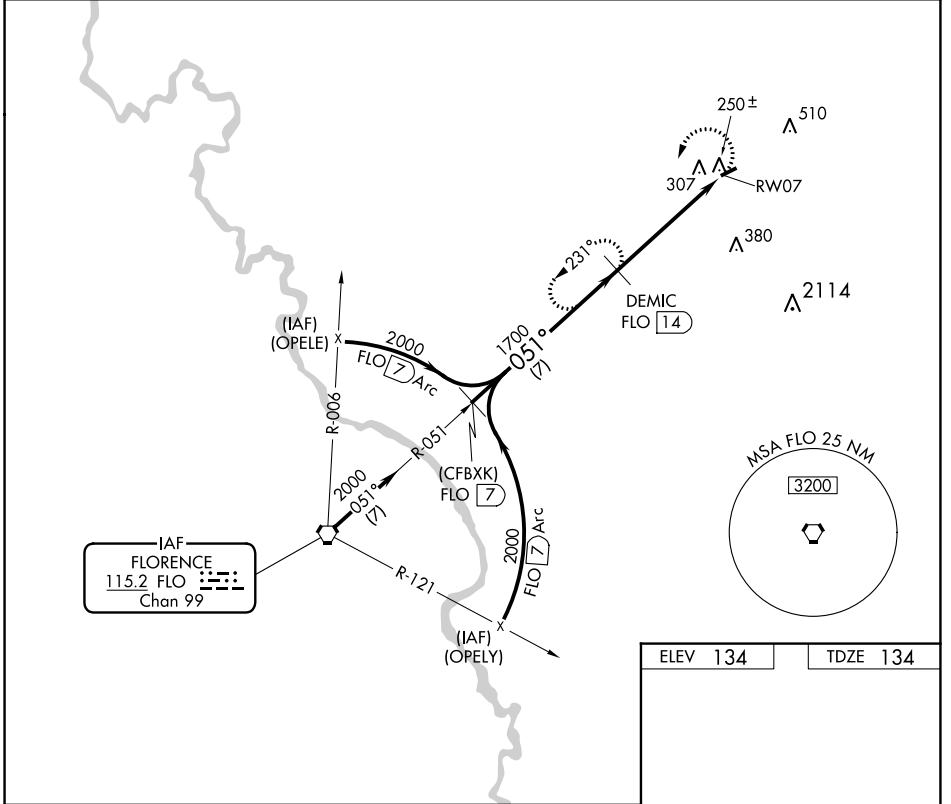 250 ±
510
307
RW07
380
231°
DEMIC
FLO 14
2114
(IAF)
(OPELE)
2000
FLO 7 Arc
1700
051°
(7)
R-006
R-051
(CFBXK)
FLO 7
2000
051°
(7)
MSA FLO 25 NM
3200
2000
FLO 7 Arc
IAF
FLORENCE
115.2 FLO
Chan 99
R-121
(IAF)
(OPELY)
ELEV 134
TDZE 134